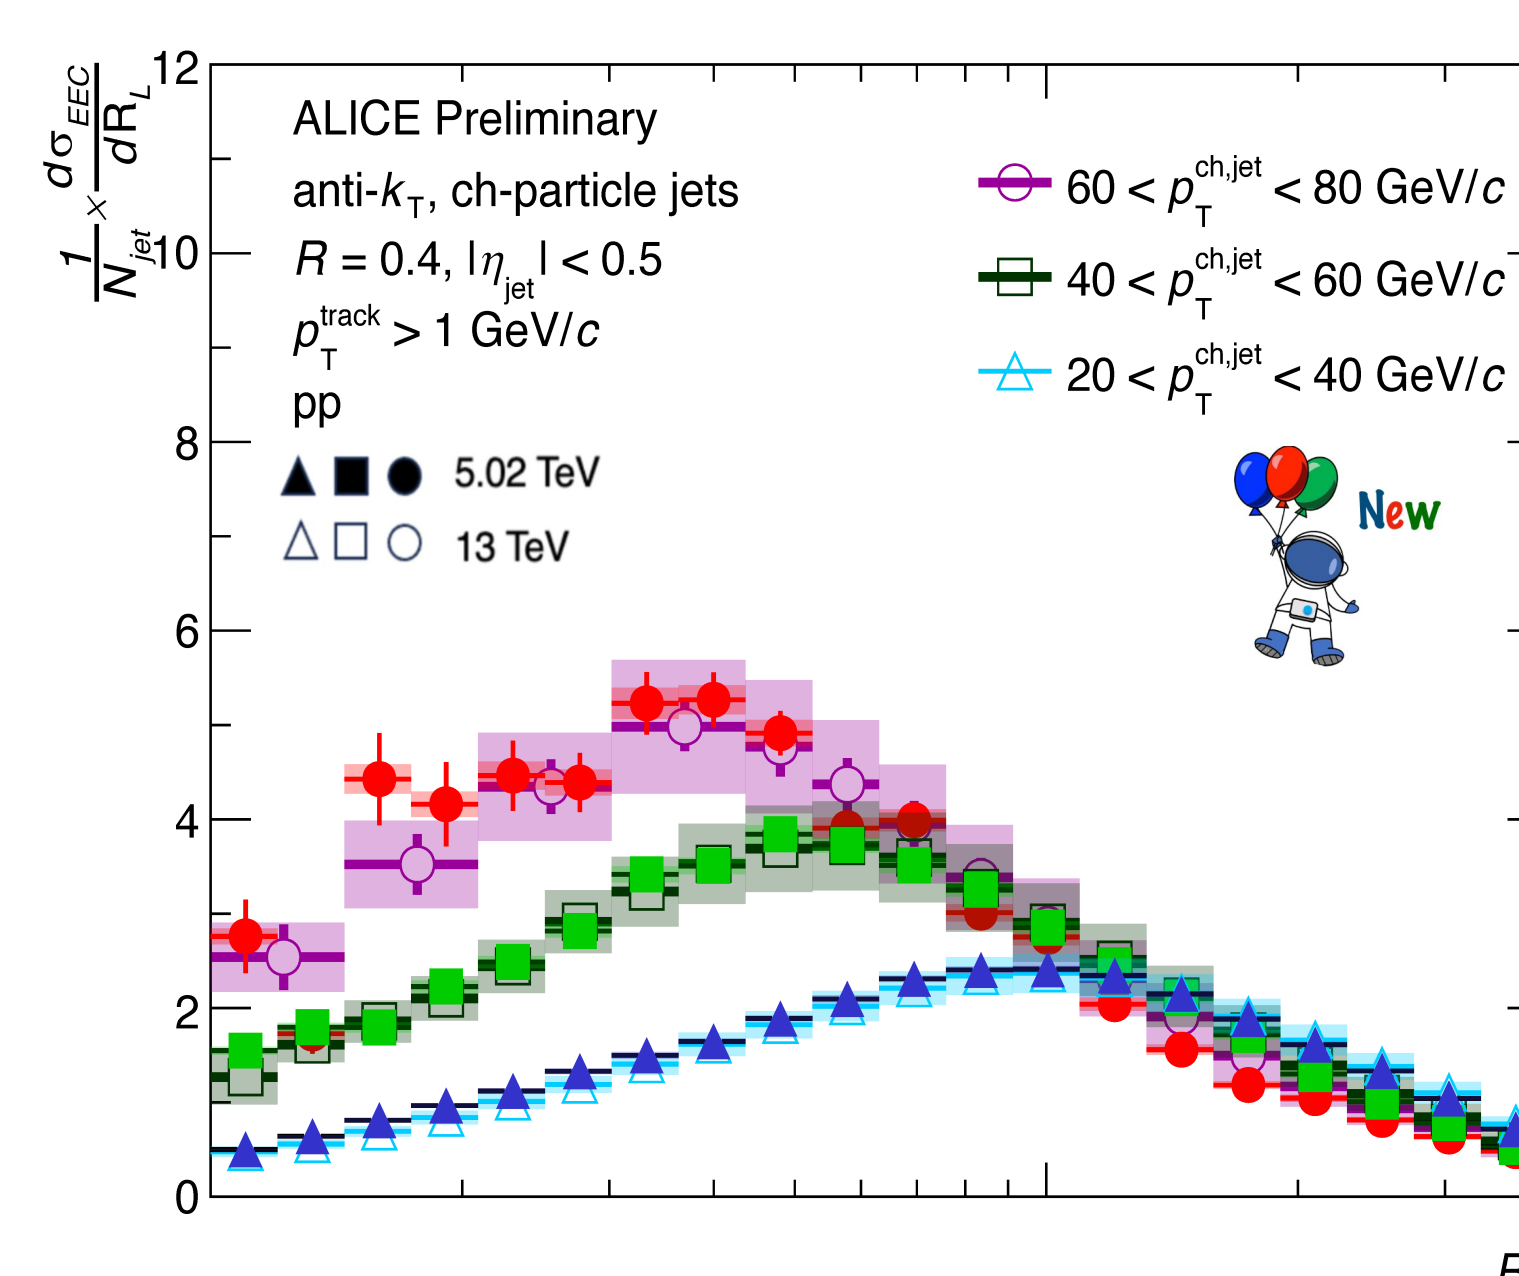 1/N_jet × dσ_EEC/dR_L
12
10
8
6
4
2
0
ALICE Preliminary
anti-k_T, ch-particle jets
R = 0.4, |η_jet| < 0.5
p_T^track > 1 GeV/c
pp
5.02 TeV
13 TeV
60 < p_T^ch,jet < 80 GeV/c
40 < p_T^ch,jet < 60 GeV/c
20 < p_T^ch,jet < 40 GeV/c
New